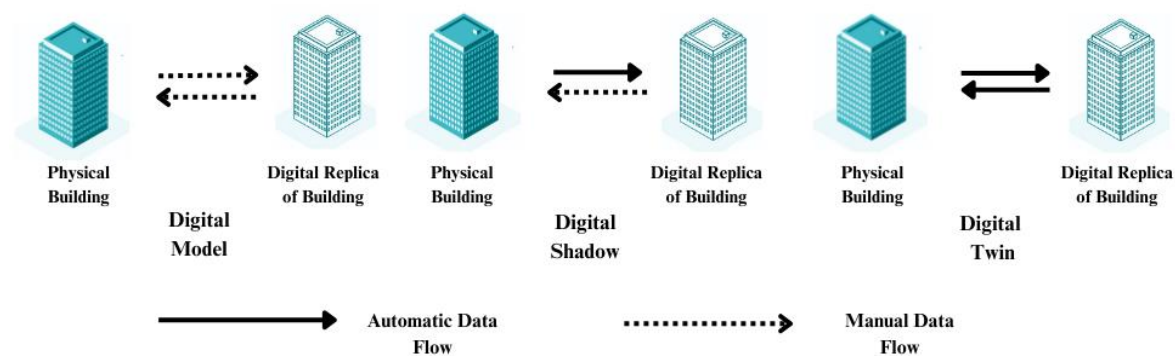 Physical
Building
Digital Replica
of Building
Digital
Model
Physical
Building
Digital Replica
of Building
Digital
Shadow
Physical
Building
Digital Replica
of Building
Digital
Twin
Automatic Data
Flow
Manual Data
Flow